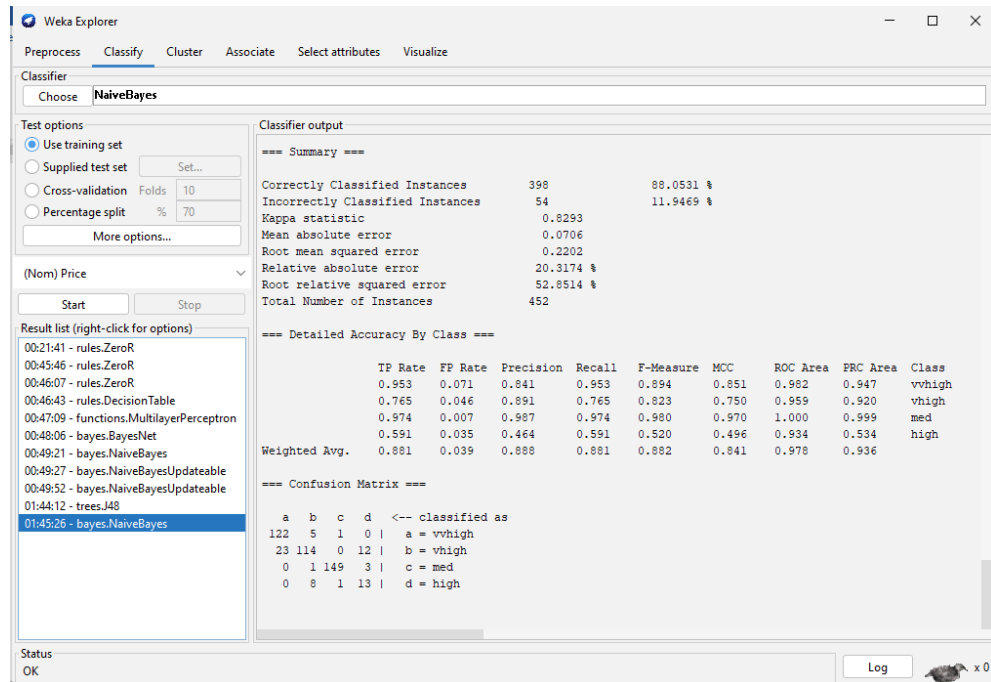 Weka Explorer
Preprocess Classify Cluster Associate Select attributes Visualize
Classifier
Choose NaiveBayes
Test options
Use training set
Supplied test set Set...
Cross-validation Folds 10
Percentage split % 70
More options...
(Nom) Price
Start Stop
Result list (right-click for options)
00:21:41 - rules.ZeroR
00:45:46 - rules.ZeroR
00:46:07 - rules.ZeroR
00:46:43 - rules.DecisionTable
00:47:09 - functions.MultilayerPerceptron
00:48:06 - bayes.BayesNet
00:49:21 - bayes.NaiveBayes
00:49:27 - bayes.NaiveBayesUpdateable
00:49:52 - bayes.NaiveBayesUpdateable
01:44:12 - trees.J48
01:45:26 - bayes.NaiveBayes
Classifier output
=== Summary ===
Correctly Classified Instances 398 88.0531 %
Incorrectly Classified Instances 54 11.9469 %
Kappa statistic 0.8293
Mean absolute error 0.0706
Root mean squared error 0.2202
Relative absolute error 20.3174 %
Root relative squared error 52.8514 %
Total Number of Instances 452
=== Detailed Accuracy By Class ===
TP Rate FP Rate Precision Recall F-Measure MCC ROC Area PRC Area Class
0.953 0.071 0.841 0.953 0.894 0.851 0.982 0.947 vvhigh
0.765 0.046 0.891 0.765 0.823 0.750 0.959 0.920 vhigh
0.974 0.007 0.987 0.974 0.980 0.970 1.000 0.999 med
0.591 0.035 0.464 0.591 0.520 0.496 0.934 0.534 high
Weighted Avg. 0.881 0.039 0.888 0.881 0.882 0.841 0.978 0.936
=== Confusion Matrix ===
a b c d <-- classified as
122 5 1 0 | a = vvhigh
23 114 0 12 | b = vhigh
0 1 149 3 | c = med
0 8 1 13 | d = high
Status
OK
Log
x 0